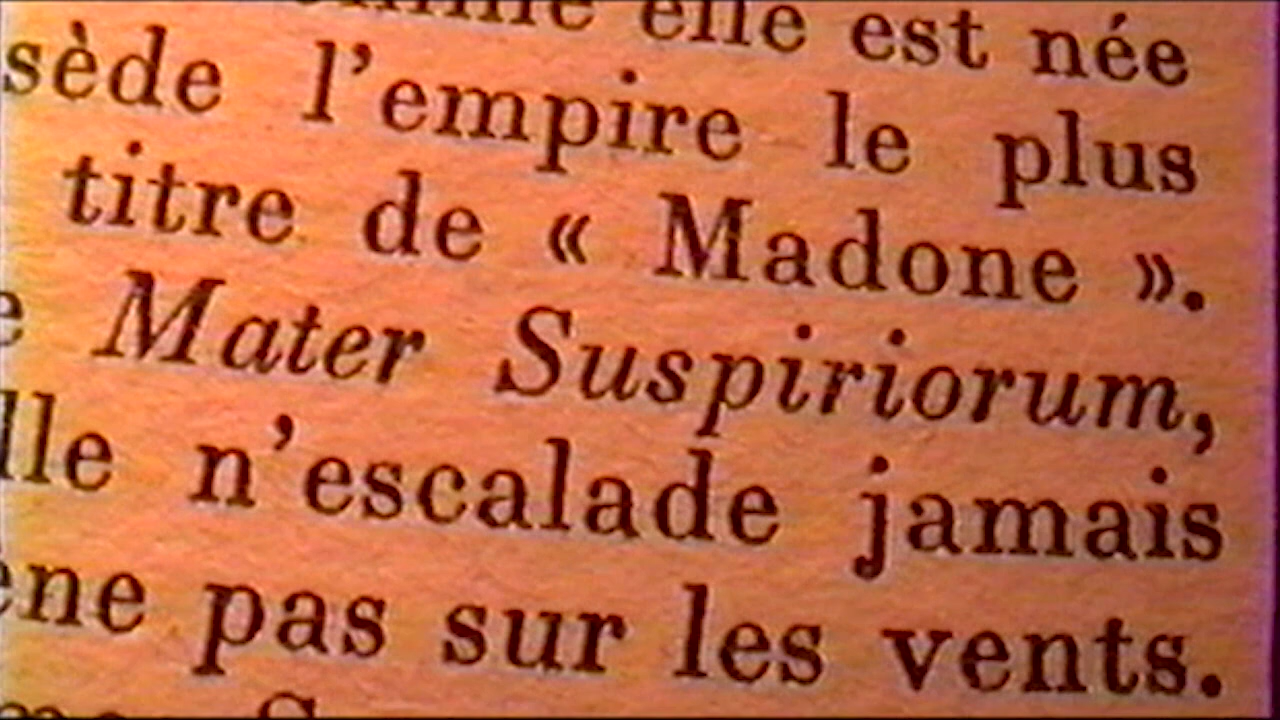 elle est née
sède l'empire le plus
titre de « Madone ».
e Mater Suspiriorum,
lle n'escalade jamais
ène pas sur les vents.